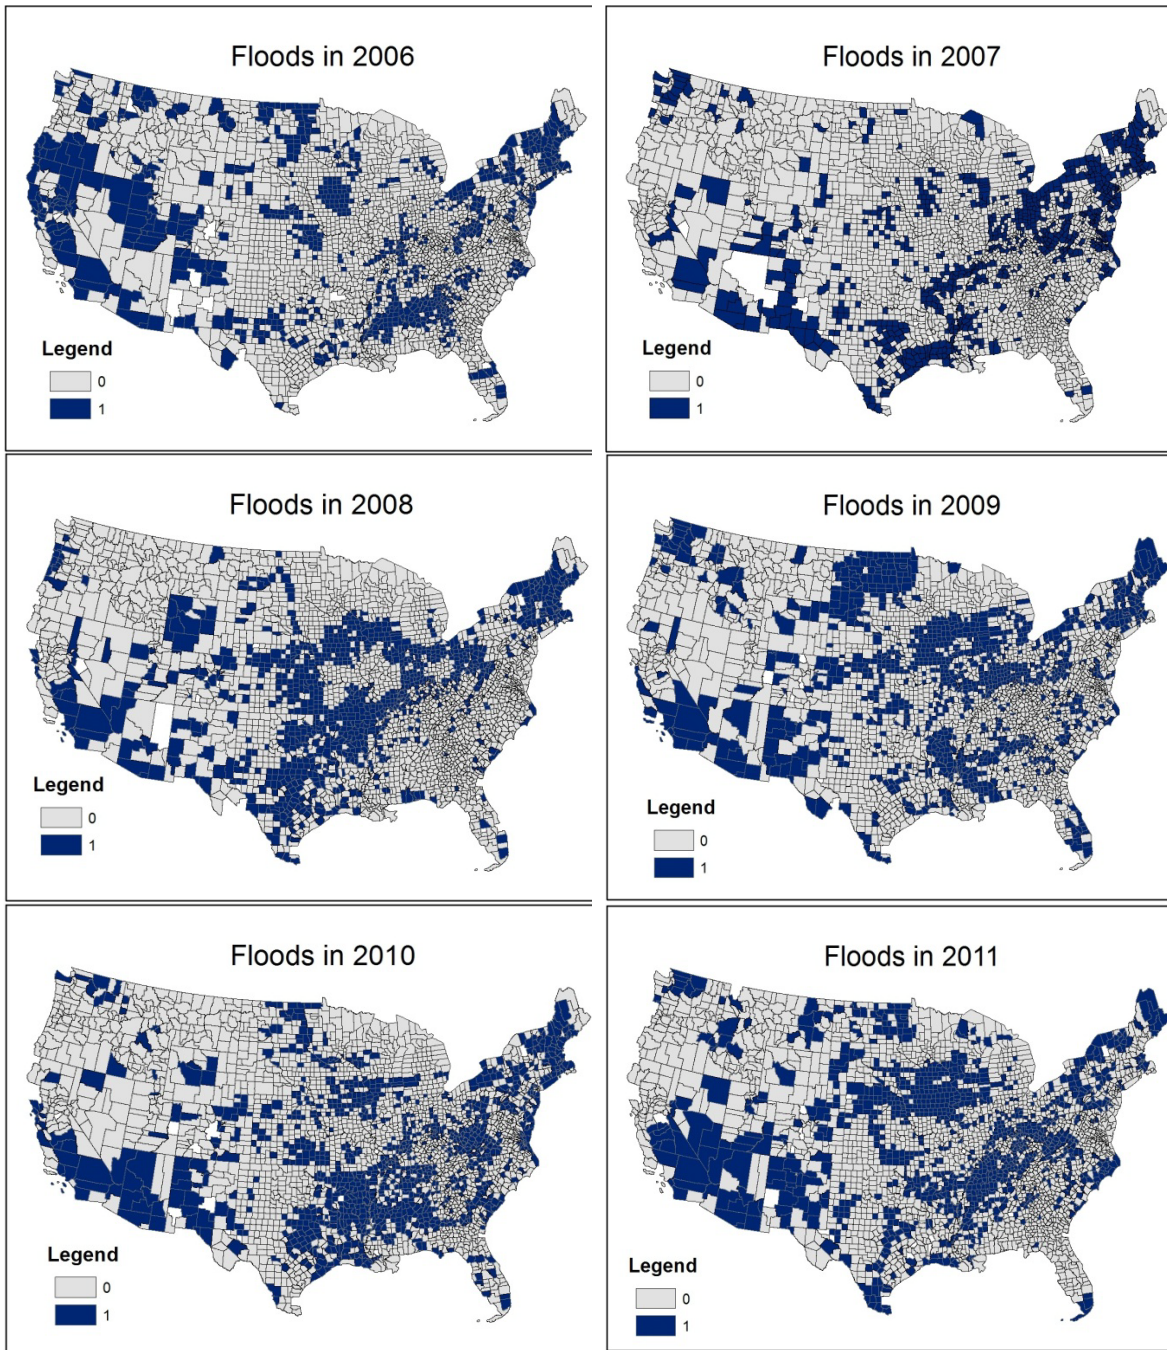 Floods in 2006
Legend
0
1
Floods in 2007
Legend
0
1
Floods in 2008
Legend
0
1
Floods in 2009
Legend
0
1
Floods in 2010
Legend
0
1
Floods in 2011
Legend
0
1